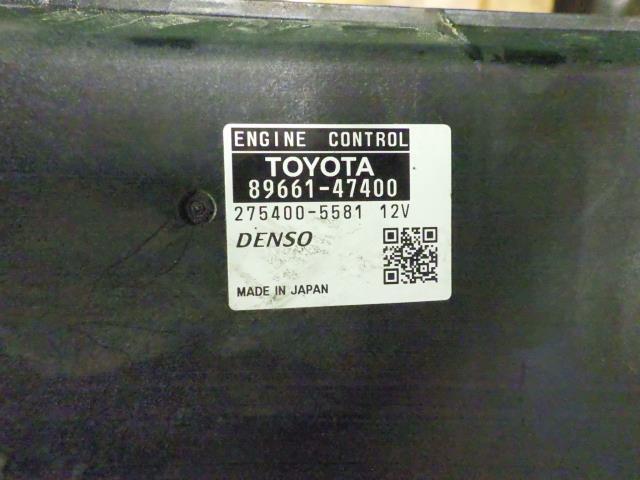 ENGINE CONTROL
TOYOTA
89661-47400
275400-5581 12V
DENSO
MADE IN JAPAN